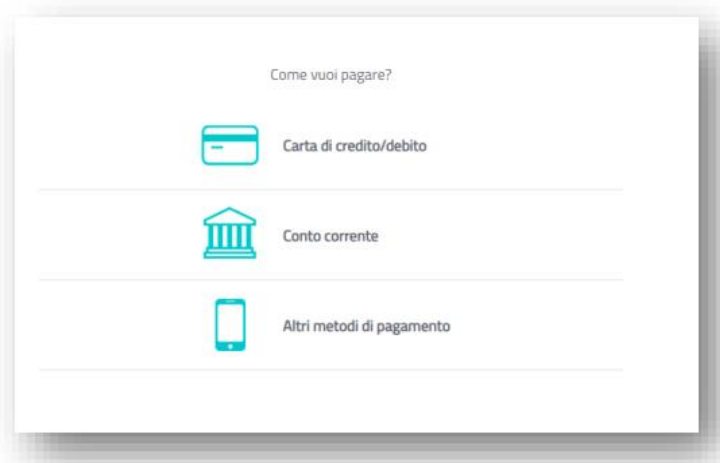 Come vuoi pagare?
Carta di credito/debito
Conto corrente
Altri metodi di pagamento